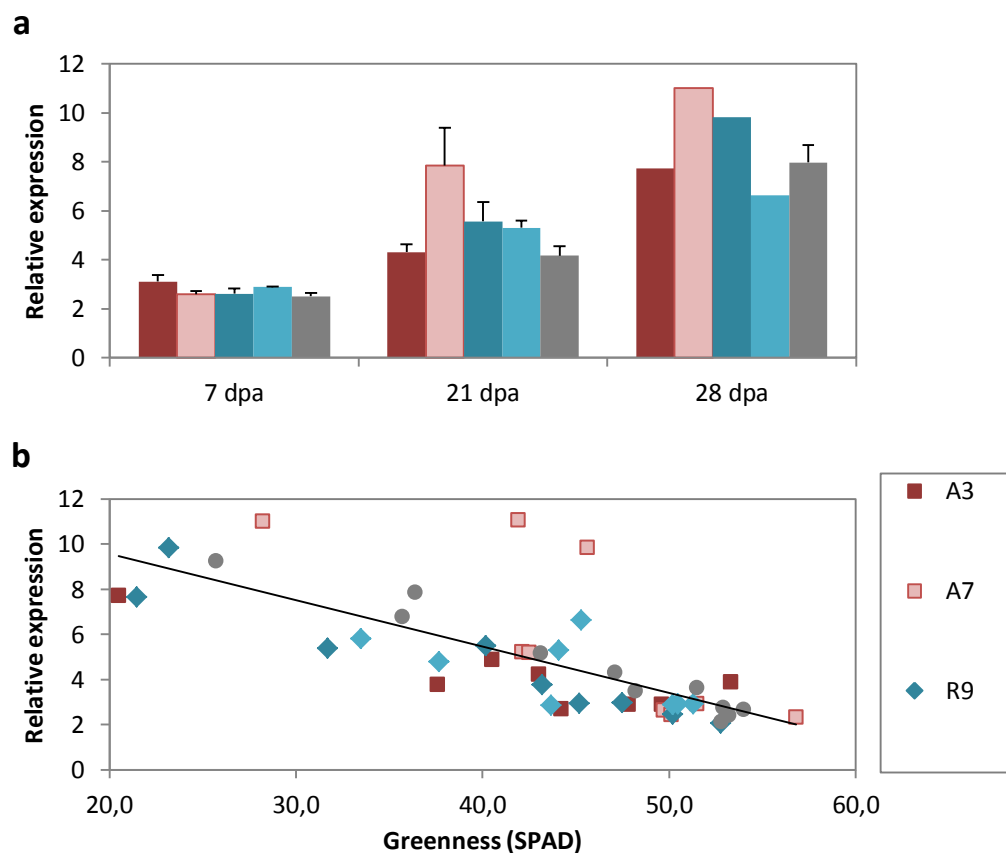 a
12
10
8
6
4
2
0
Relative expression
7 dpa 21 dpa 28 dpa
b
12
10
8
6
4
2
0
Relative expression
20,0 30,0 40,0 50,0 60,0
Greenness (SPAD)
A3
A7
R9